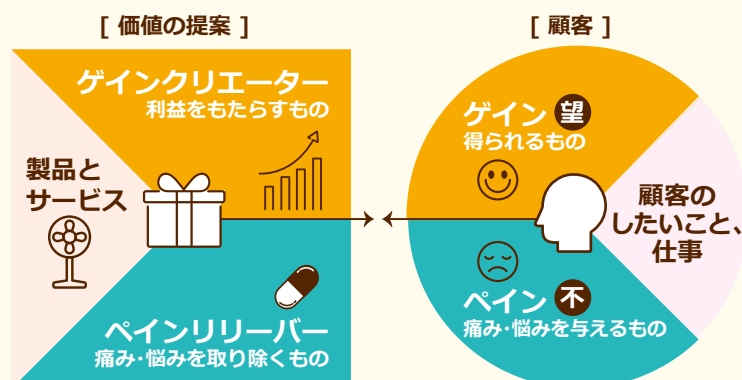 [ 価値の提案 ]
ゲインクリエーター
利益をもたらすもの
製品と
サービス
ペインリリーバー
痛み・悩みを取り除くもの
[ 顧客 ]
ゲイン 望
得られるもの
顧客の
したいこと、
仕事
ペイン 不
痛み・悩みを与えるもの